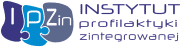 IPZin
INSTYTUT
profilaktyki
zintegrowanej